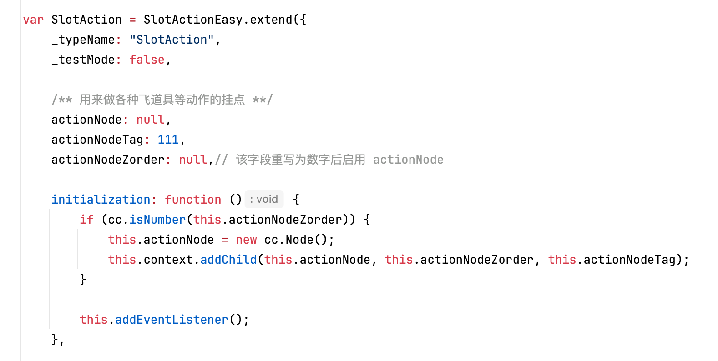 var SlotAction = SlotActionEasy.extend({
_typeName: "SlotAction",
_testMode: false,
/** 用来做各种飞道具等动作的挂点 **/
actionNode: null,
actionNodeTag: 111,
actionNodeZorder: null,// 该字段重写为数字后启用 actionNode
initialization: function () : void {
if (cc.isNumber(this.actionNodeZorder)) {
this.actionNode = new cc.Node();
this.context.addChild(this.actionNode, this.actionNodeZorder, this.actionNodeTag);
}
this.addEventListener();
},